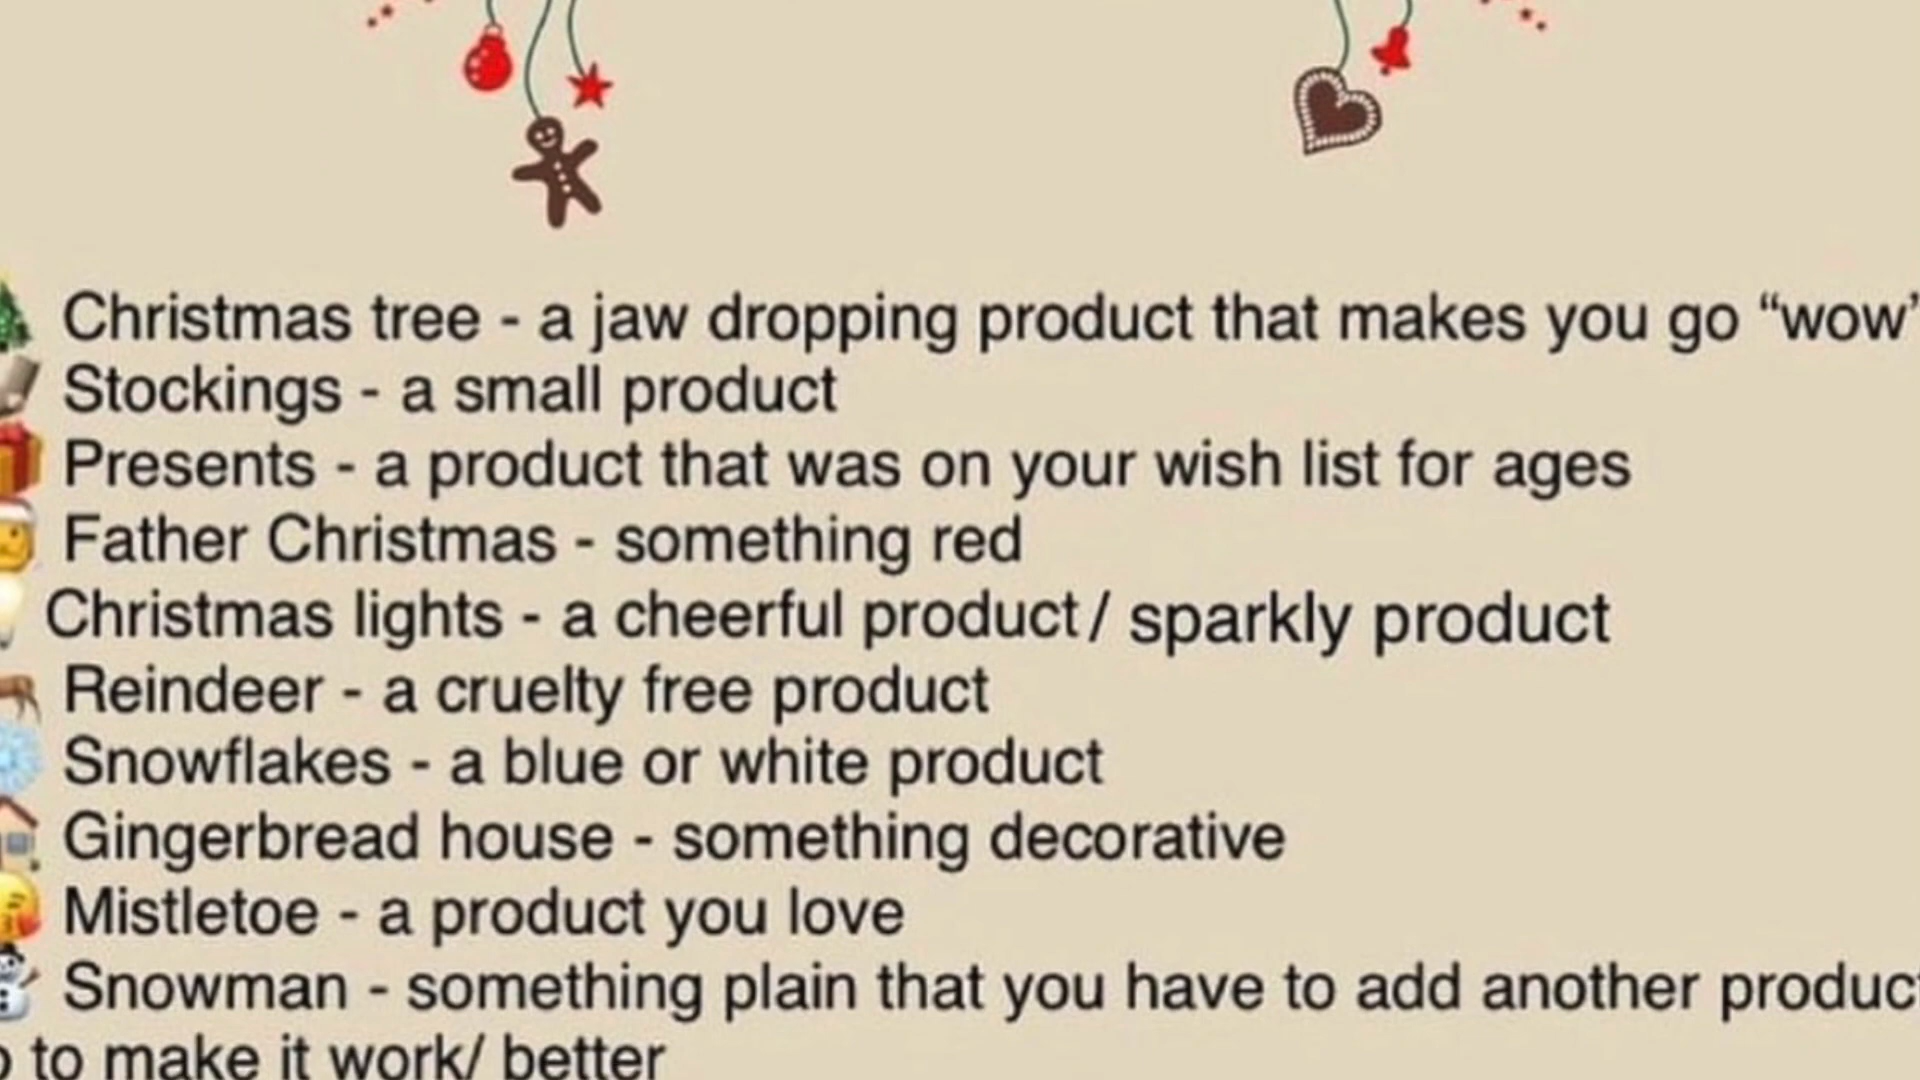 Christmas tree - a jaw dropping product that makes you go “wow”
Stockings - a small product
Presents - a product that was on your wish list for ages
Father Christmas - something red
Christmas lights - a cheerful product/ sparkly product
Reindeer - a cruelty free product
Snowflakes - a blue or white product
Gingerbread house - something decorative
Mistletoe - a product you love
Snowman - something plain that you have to add another product
to make it work/ better